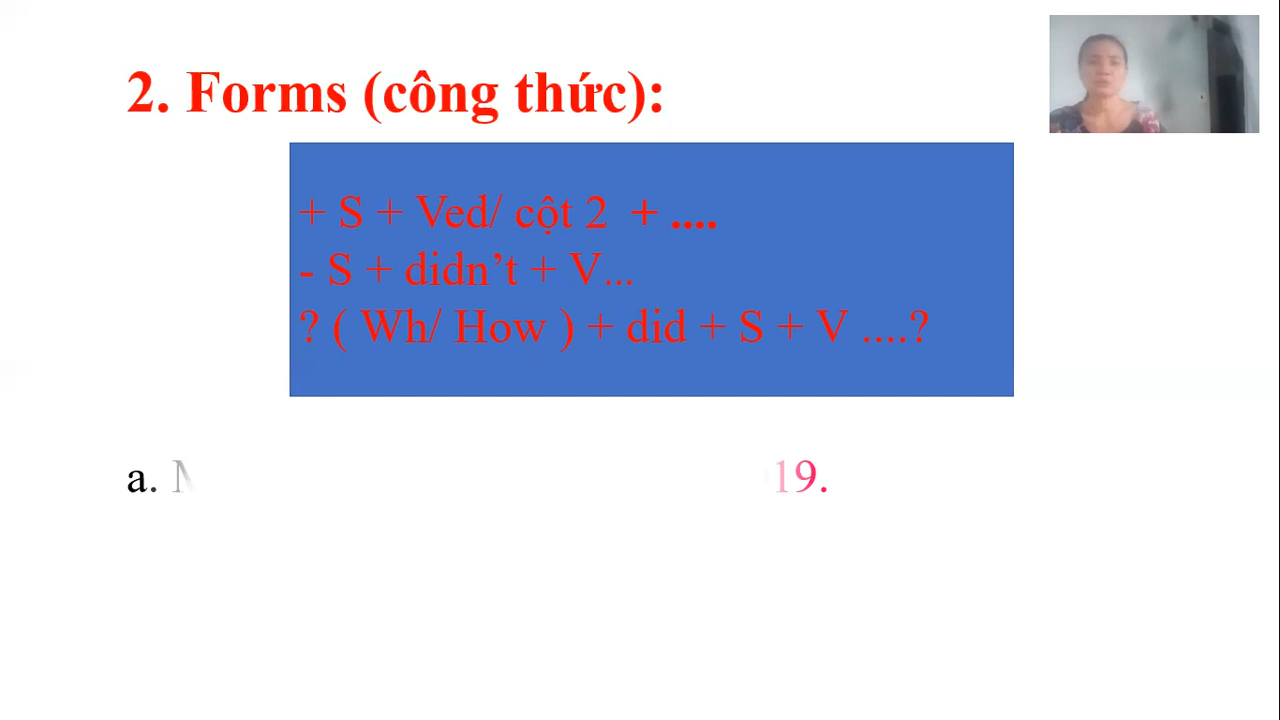 2. Forms (công thức):
+ S + Ved/ cột 2 + ....
- S + didn’t + V...
? ( Wh/ How ) + did + S + V ....?
a. 19.